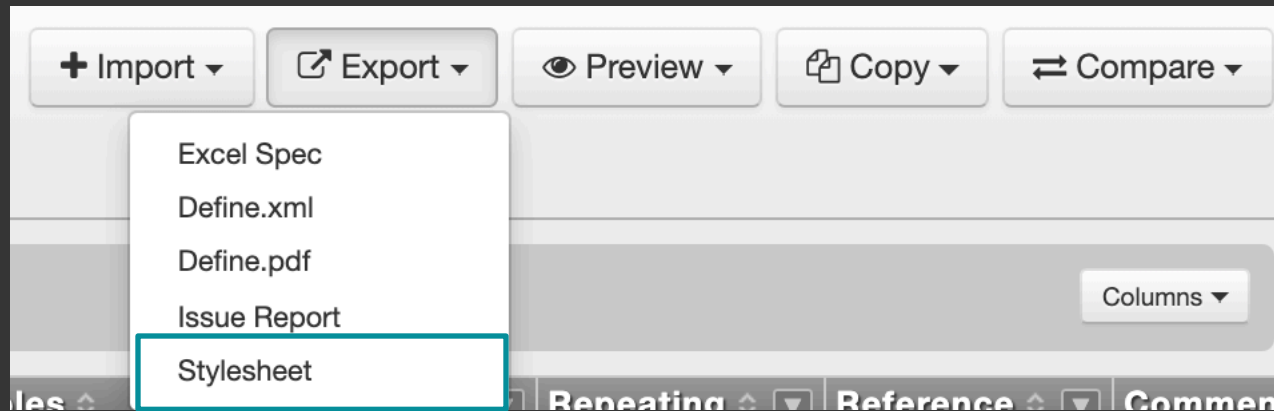 Import Export Preview Copy Compare
Excel Spec
Define.xml
Define.pdf
Issue Report
Columns
Stylesheet
Repeating Reference